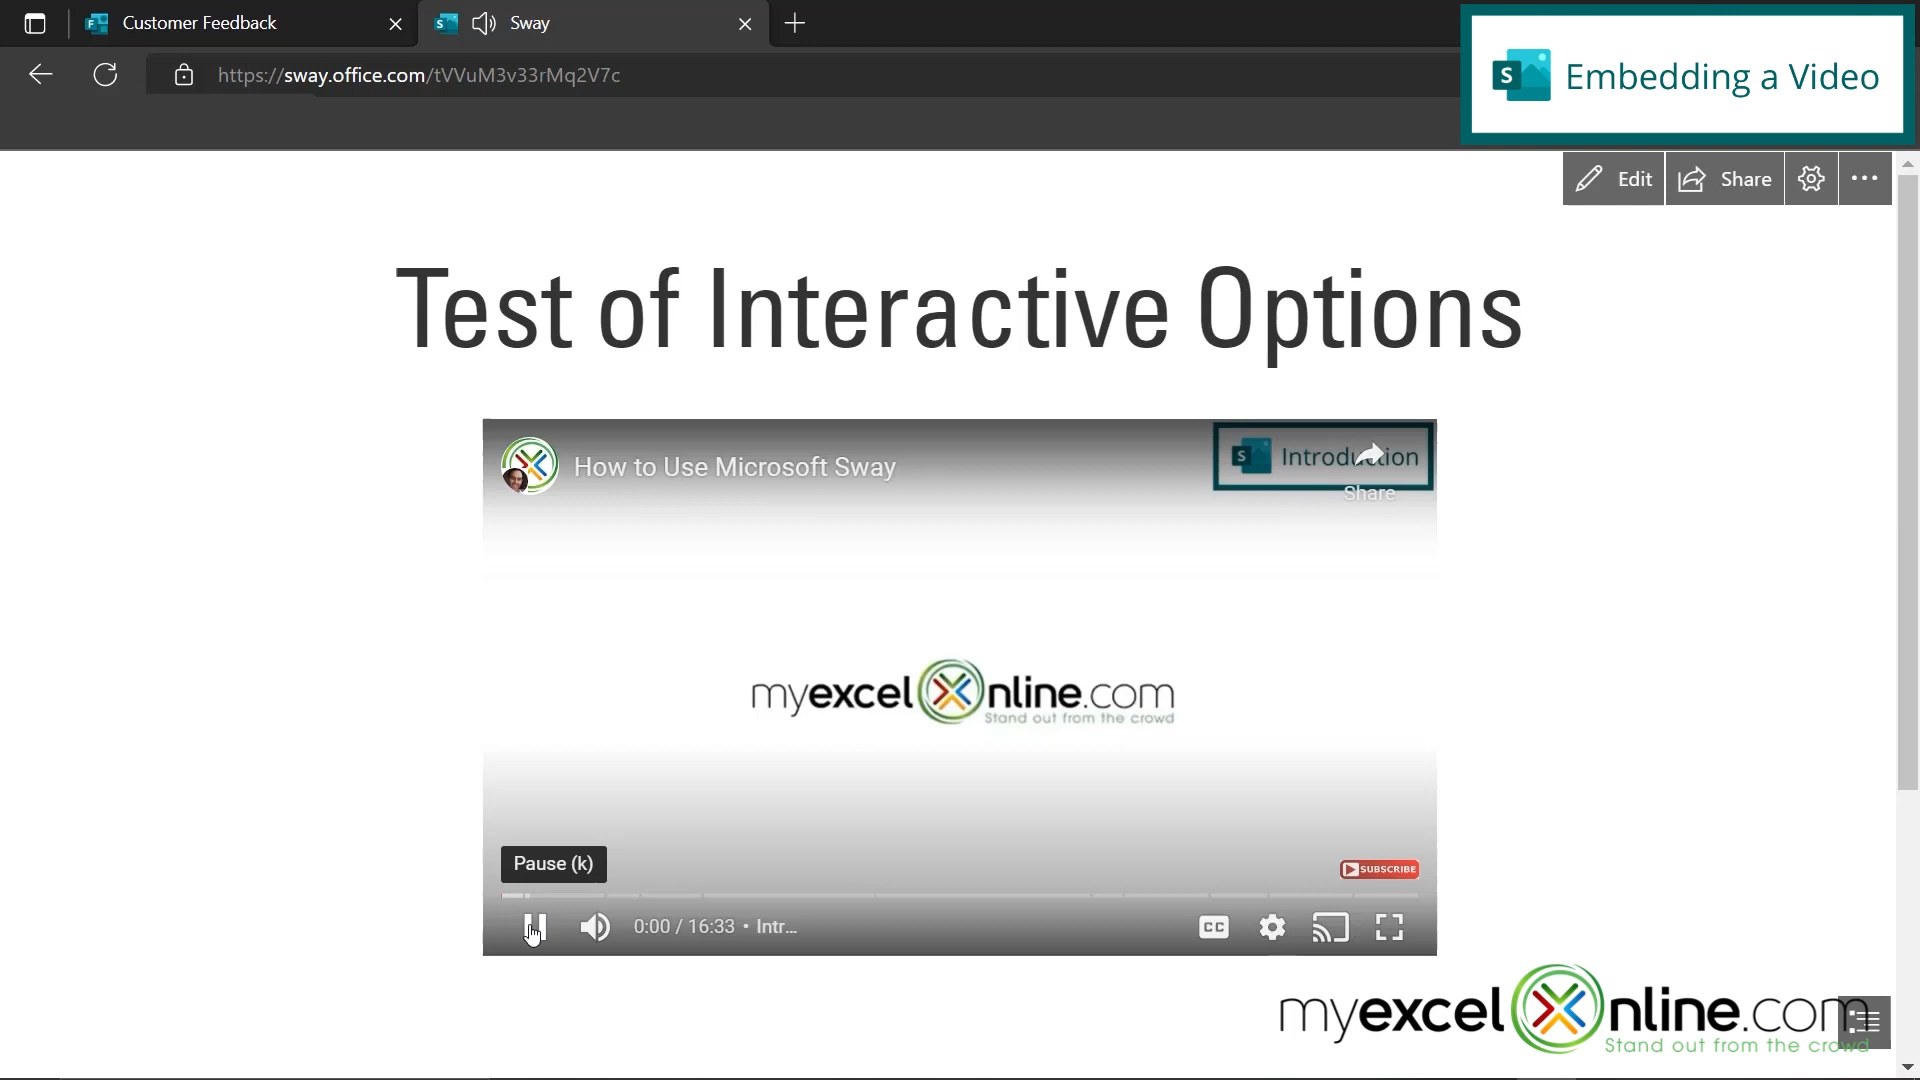 Customer Feedback
Sway
https://sway.office.com/tVVuM3v33rMq2V7c
S Embedding a Video
Edit
Share
Test of Interactive Options
How to Use Microsoft Sway
S Introduction
Share
myexcelonline.com
Stand out from the crowd
Pause (k)
SUBSCRIBE
0:00 / 16:33 • Intr...
CC
myexcelonline.com
Stand out from the crowd